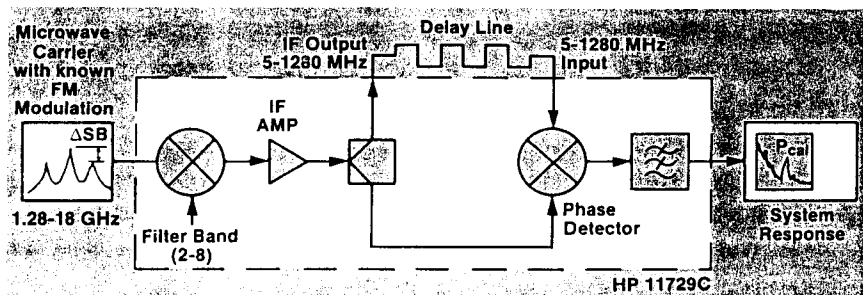 Microwave
Carrier
with known
FM
Modulation
ΔSB
1.28-18 GHz
Filter Band
(2-8)
IF
AMP
IF Output
5-1280 MHz
Delay Line
5-1280 MHz
Input
Phase
Detector
Pcal
System
Response
HP 11729C